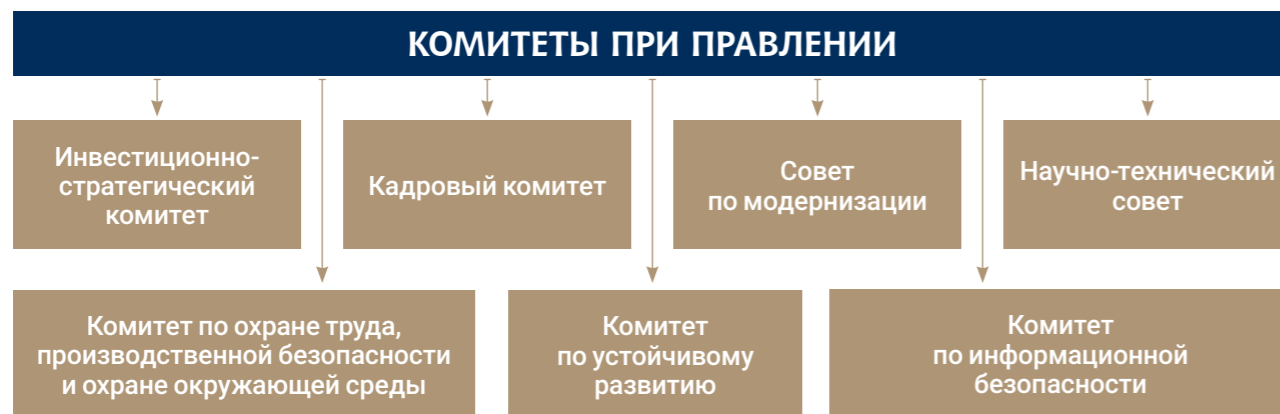 КОМИТЕТЫ ПРИ ПРАВЛЕНИИ
Инвестиционно-
стратегический
комитет
Кадровый комитет
Совет
по модернизации
Научно-технический
совет
Комитет по охране труда,
производственной безопасности
и охране окружающей среды
Комитет
по устойчивому
развитию
Комитет
по информационной
безопасности